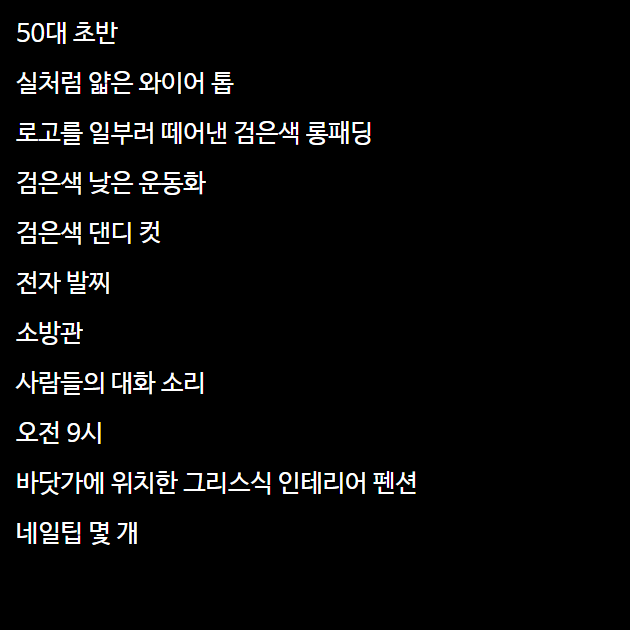 50대 초반
실처럼 얇은 와이어 톱
로고를 일부러 떼어낸 검은색 롱패딩
검은색 낮은 운동화
검은색 댄디 컷
전자 발찌
소방관
사람들의 대화 소리
오전 9시
바닷가에 위치한 그리스식 인테리어 펜션
네일팁 몇 개